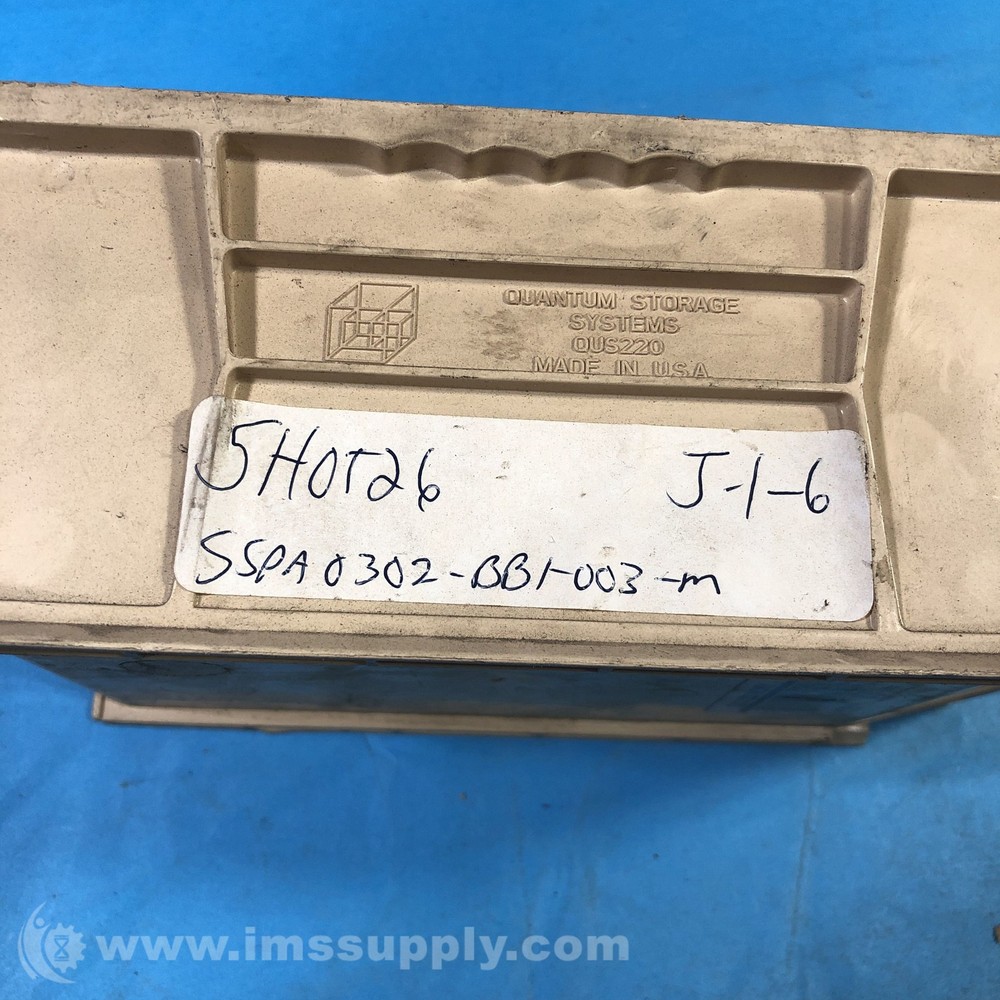 QUANTUM STORAGE
SYSTEMS
QUS220
MADE IN U.S.A
5H0T26 J-1-6
SSPA0302-BB1-003-m
www.imssupply.com